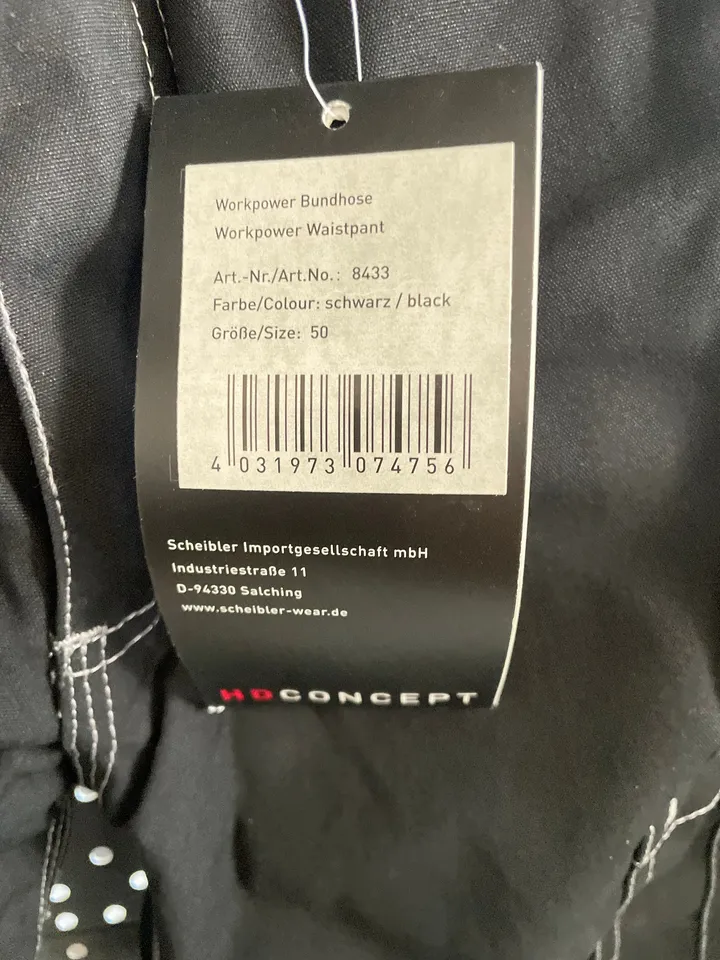 Workpower Bundhose
Workpower Waistpant
Art.-Nr./Art.No.: 8433
Farbe/Colour: schwarz / black
Größe/Size: 50
4 031973 074756
Scheibler Importgesellschaft mbH
Industriestraße 11
D-94330 Salching
www.scheibler-wear.de
HDCONCEPT